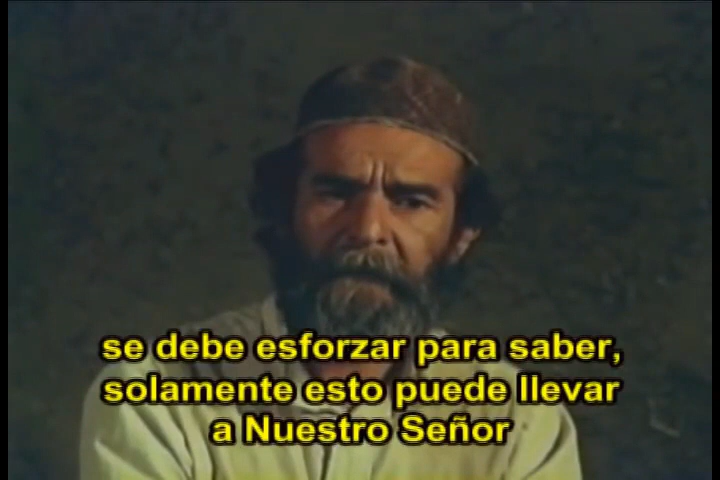 se debe esforzar para saber,
solamente esto puede llevar
a Nuestro Señor